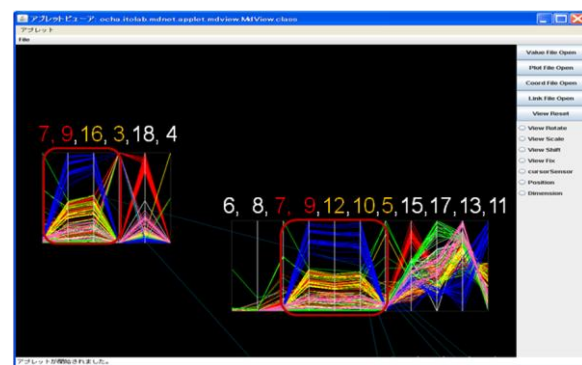 アプレットビューア: ocha.itolab.mdnet.applet.mdview.MdView.class
アプレット
File
Value File Open
Plot File Open
Coord File Open
Link File Open
View Reset
View Rotate
View Scale
View Shift
View Fix
cursorSensor
Position
Dimension
7, 9, 16, 3, 18, 4
6, 8, 7, 9, 12, 10, 5, 15, 17, 13, 11
アプレットが開始されました。